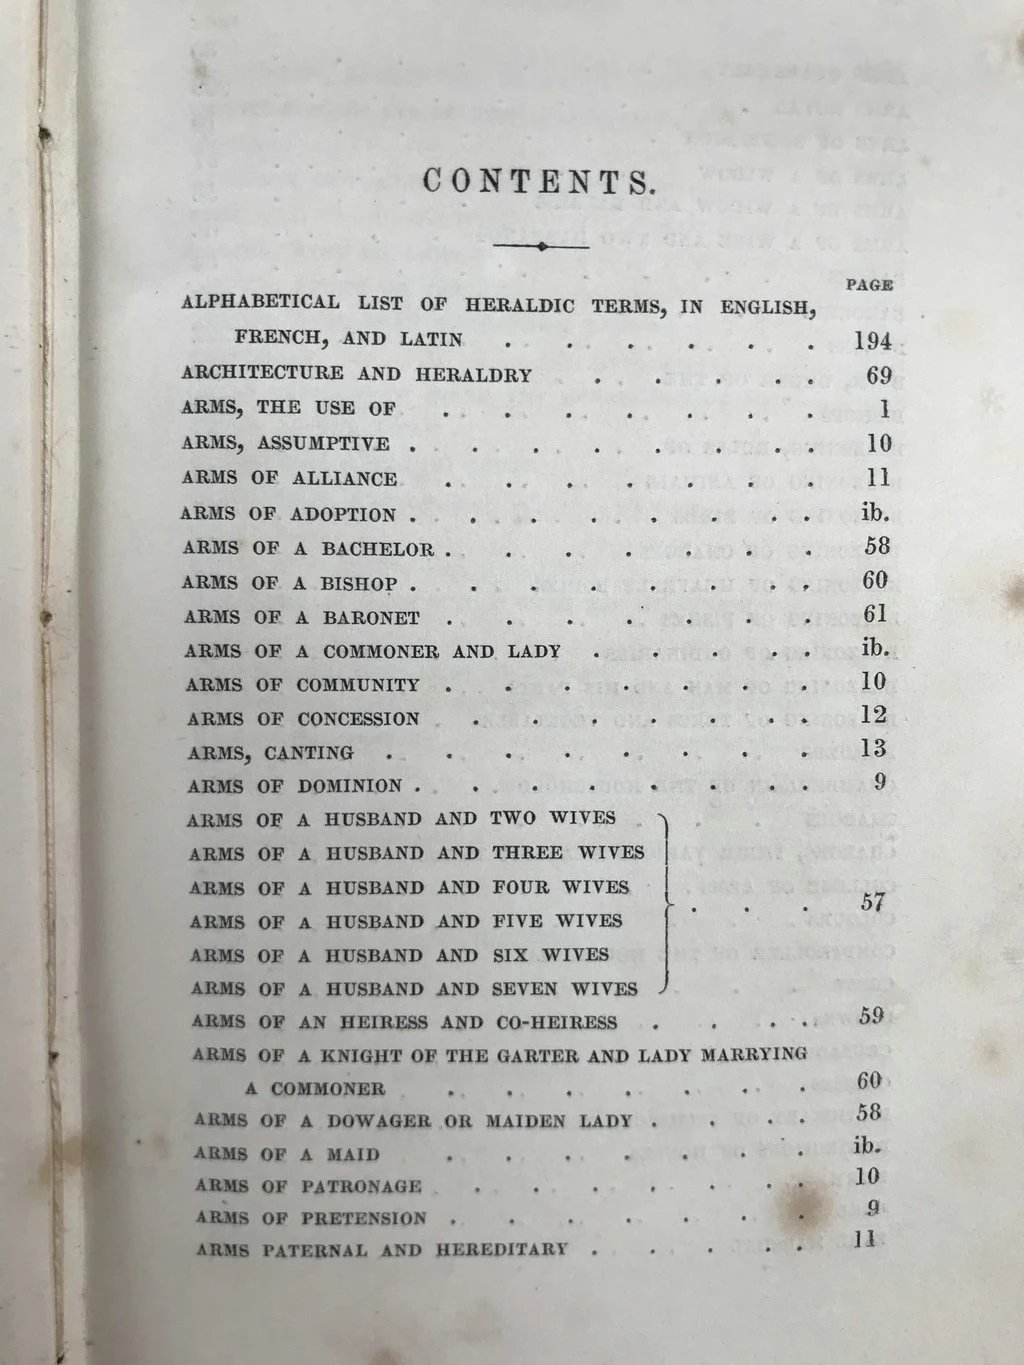 CONTENTS.
PAGE
ALPHABETICAL LIST OF HERALDIC TERMS, IN ENGLISH,
FRENCH, AND LATIN . . . . . . 194
ARCHITECTURE AND HERALDRY . . . . . 69
ARMS, THE USE OF . . . . . . . 1
ARMS, ASSUMPTIVE . . . . . . . . 10
ARMS OF ALLIANCE . . . . . . . 11
ARMS OF ADOPTION . . . . . . . . ib.
ARMS OF A BACHELOR . . . . . . . 58
ARMS OF A BISHOP . . . . . . . . 60
ARMS OF A BARONET . . . . . . . 61
ARMS OF A COMMONER AND LADY . . . . . ib.
ARMS OF COMMUNITY . . . . . . . 10
ARMS OF CONCESSION . . . . . . . 12
ARMS, CANTING . . . . . . . . 13
ARMS OF DOMINION . . . . . . . . 9
ARMS OF A HUSBAND AND TWO WIVES
ARMS OF A HUSBAND AND THREE WIVES
ARMS OF A HUSBAND AND FOUR WIVES
. . . 57
ARMS OF A HUSBAND AND FIVE WIVES
ARMS OF A HUSBAND AND SIX WIVES
ARMS OF A HUSBAND AND SEVEN WIVES
ARMS OF AN HEIRESS AND CO-HEIRESS . . . . 59
ARMS OF A KNIGHT OF THE GARTER AND LADY MARRYING
A COMMONER . . . . . . . 60
ARMS OF A DOWAGER OR MAIDEN LADY . . . . 58
ARMS OF A MAID . . . . . . . ib.
ARMS OF PATRONAGE . . . . . . . 10
ARMS OF PRETENSION . . . . . . . 9
ARMS PATERNAL AND HEREDITARY . . . . . 11